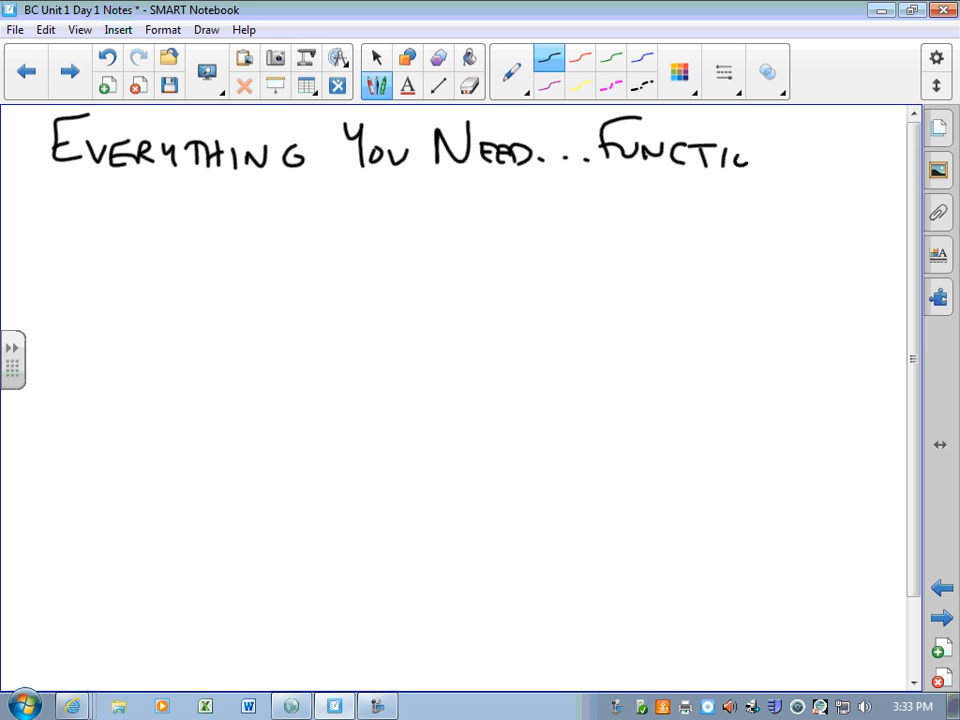 BC Unit 1 Day 1 Notes * - SMART Notebook
File Edit View Insert Format Draw Help
EVERYTHING YOU NEED...FUNCTIO
3:33 PM